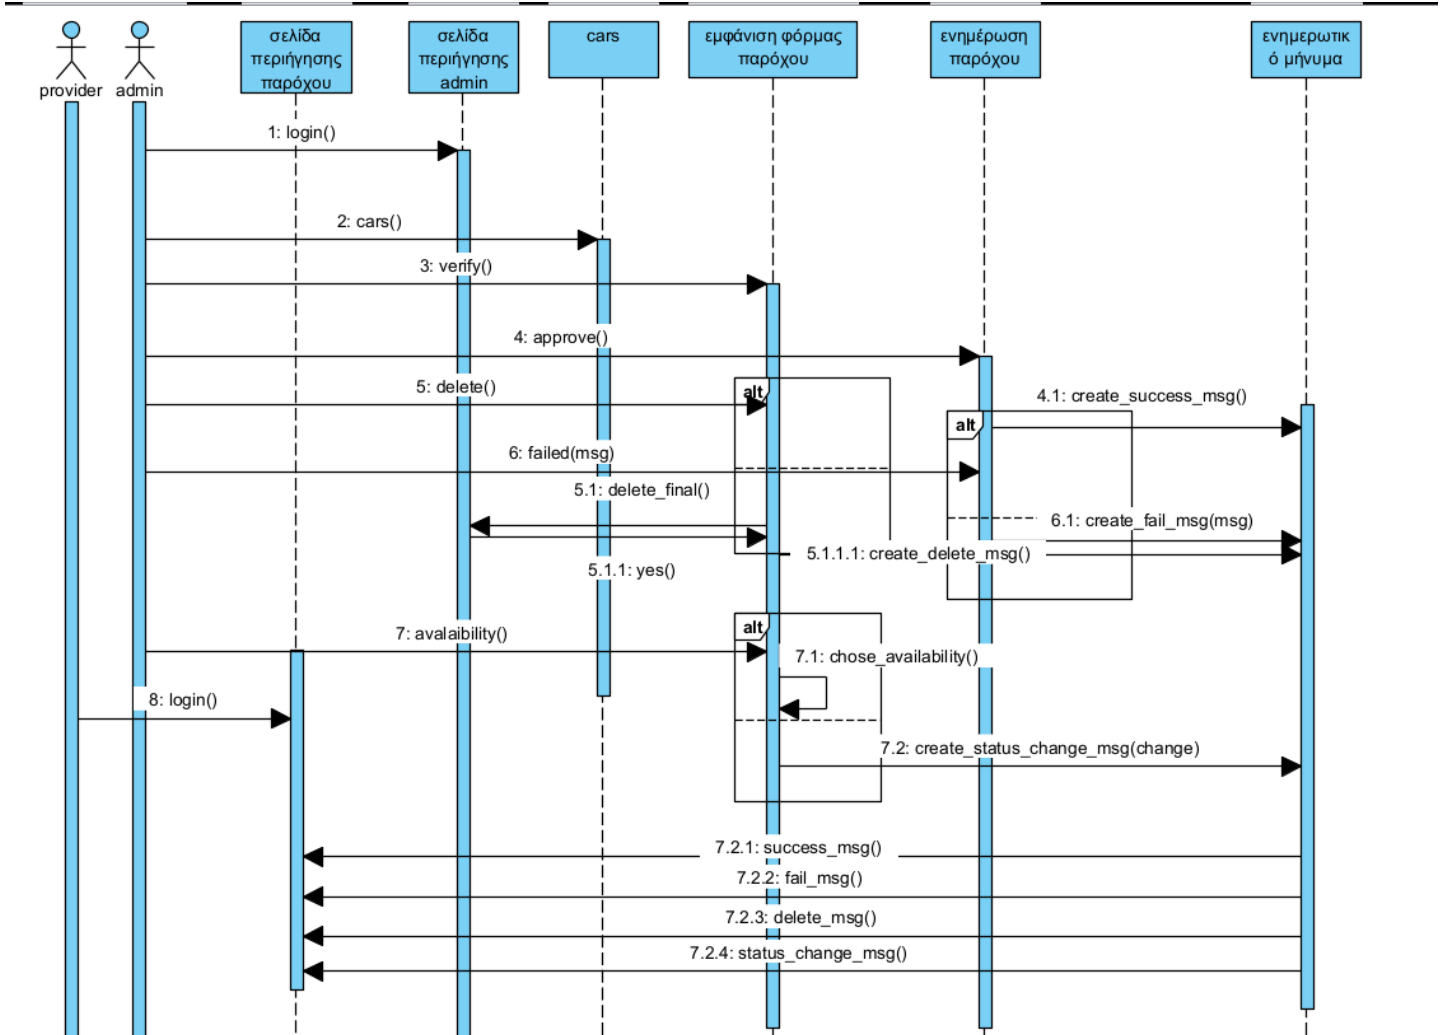 provider
admin
σελίδα
περιήγησης
παρόχου
σελίδα
περιήγησης
admin
cars
εμφάνιση φόρμας
παρόχου
ενημέρωση
παρόχου
ενημερωτικ
ό μήνυμα
1: login()
2: cars()
3: verify()
4: approve()
5: delete()
alt
4.1: create_success_msg()
alt
6: failed(msg)
5.1: delete_final()
6.1: create_fail_msg(msg)
5.1.1.1: create_delete_msg()
5.1.1: yes()
alt
7: avalaibility()
7.1: chose_availability()
8: login()
7.2: create_status_change_msg(change)
7.2.1: success_msg()
7.2.2: fail_msg()
7.2.3: delete_msg()
7.2.4: status_change_msg()